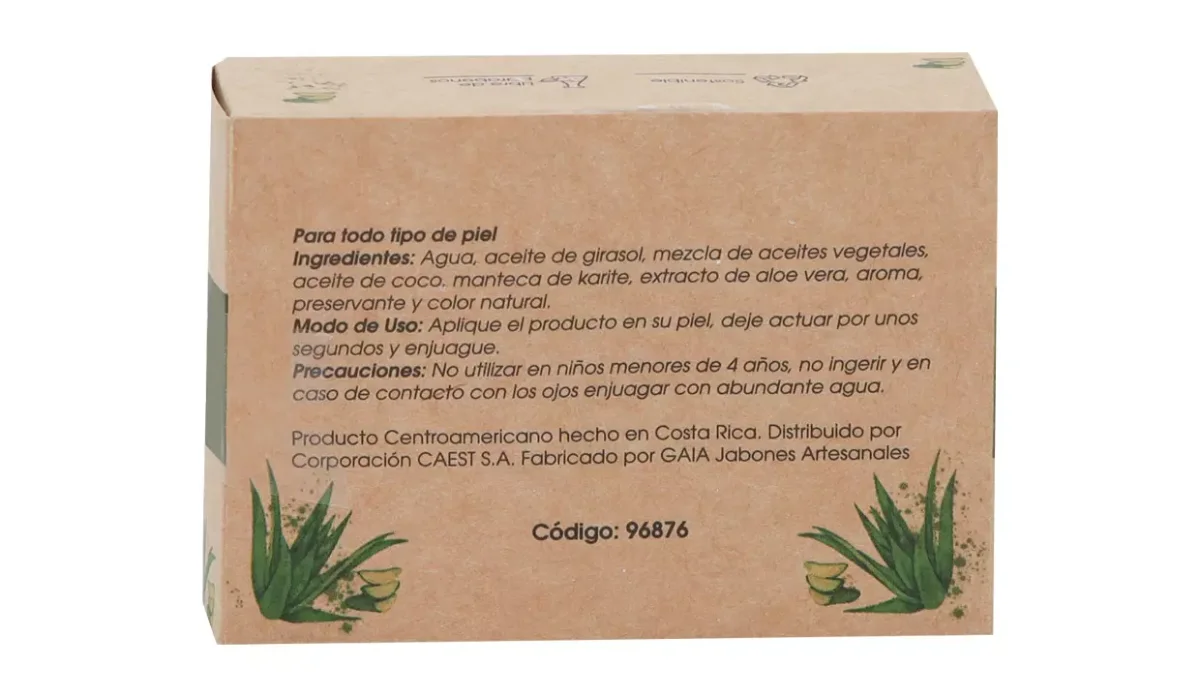 Sostenible
Libre de
Parabenos
Para todo tipo de piel
Ingredientes: Agua, aceite de girasol, mezcla de aceites vegetales,
aceite de coco. manteca de karite, extracto de aloe vera, aroma,
preservante y color natural.
Modo de Uso: Aplique el producto en su piel, deje actuar por unos
segundos y enjuague.
Precauciones: No utilizar en niños menores de 4 años, no ingerir y en
caso de contacto con los ojos enjuagar con abundante agua.
Producto Centroamericano hecho en Costa Rica. Distribuido por
Corporación CAEST S.A. Fabricado por GAIA Jabones Artesanales
Código: 96876